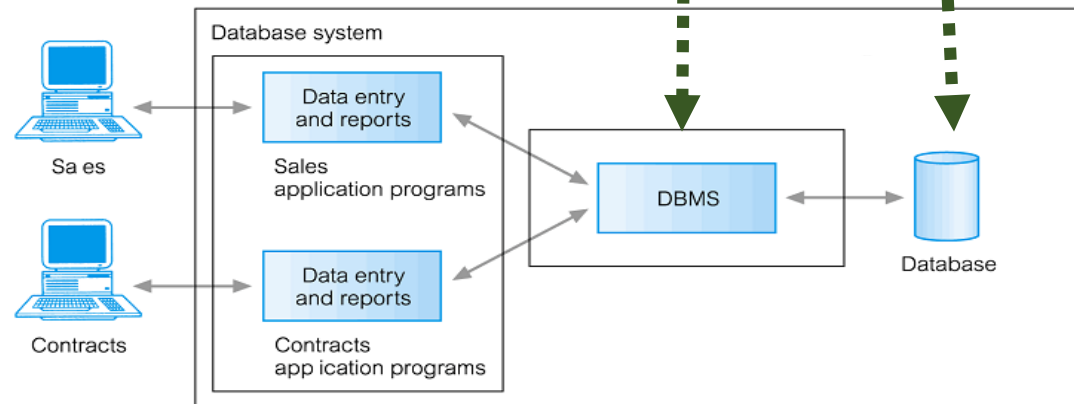 Database system
Data entry
and reports
Sa es
Sales
application programs
DBMS
Database
Data entry
and reports
Contracts
Contracts
app ication programs